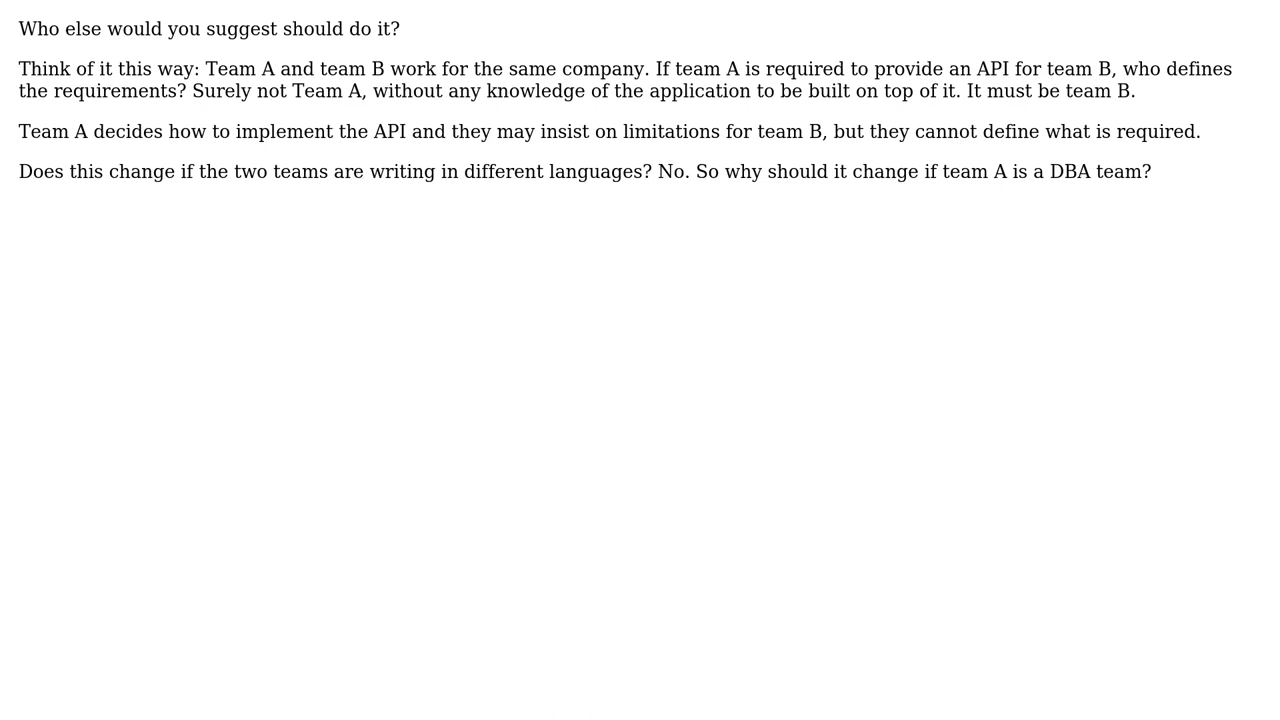 Who else would you suggest should do it?
Think of it this way: Team A and team B work for the same company. If team A is required to provide an API for team B, who defines
the requirements? Surely not Team A, without any knowledge of the application to be built on top of it. It must be team B.
Team A decides how to implement the API and they may insist on limitations for team B, but they cannot define what is required.
Does this change if the two teams are writing in different languages? No. So why should it change if team A is a DBA team?